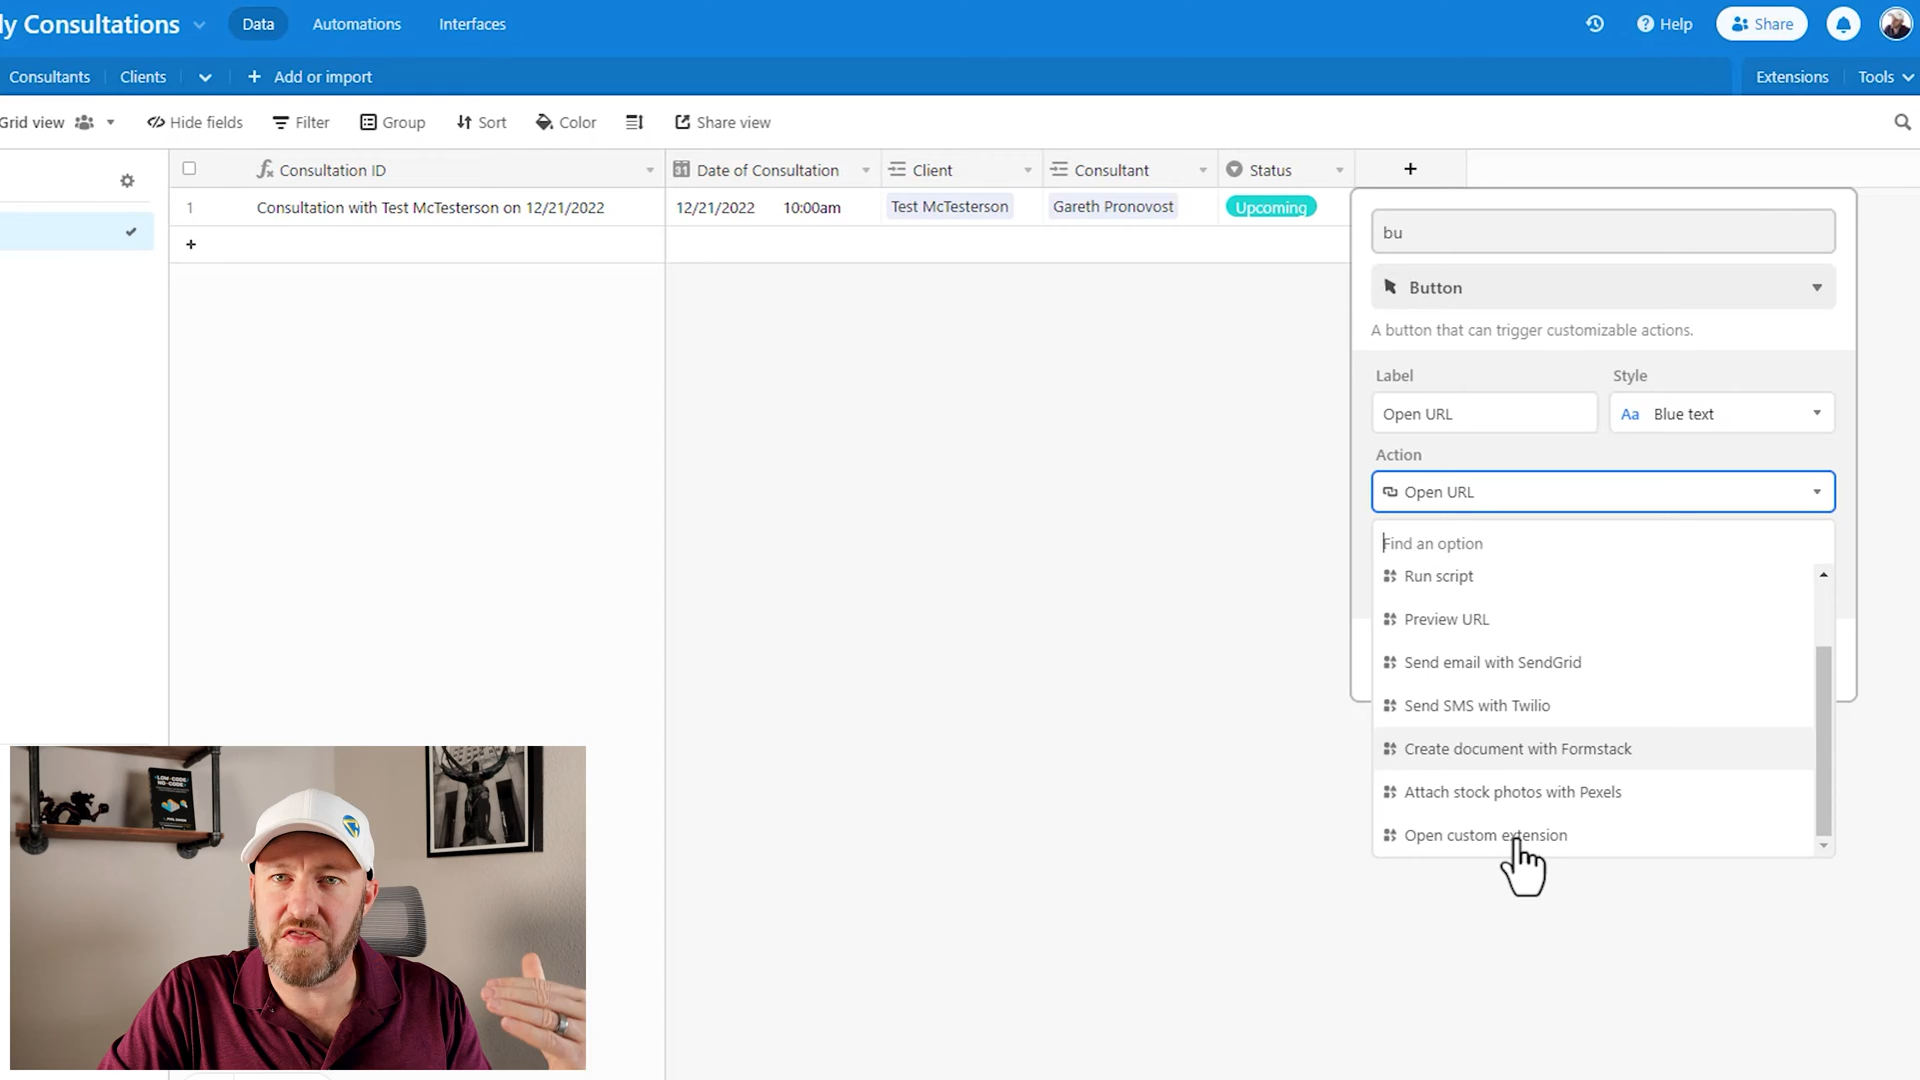 ly Consultations
Data
Automations
Interfaces
Help
Share
Consultants
Clients
Add or import
Extensions
Tools
Grid view
Hide fields
Filter
Group
Sort
Color
Share view
Consultation ID
31 Date of Consultation
Client
Consultant
Status
1
Consultation with Test McTesterson on 12/21/2022
12/21/2022 10:00am
Test McTesterson
Gareth Pronovost
Upcoming
bu
Button
A button that can trigger customizable actions.
Label
Style
Open URL
Aa Blue text
Action
Open URL
Find an option
Run script
Preview URL
Send email with SendGrid
Send SMS with Twilio
Create document with Formstack
Attach stock photos with Pexels
Open custom extension
LOW-CODE
NO-CODE